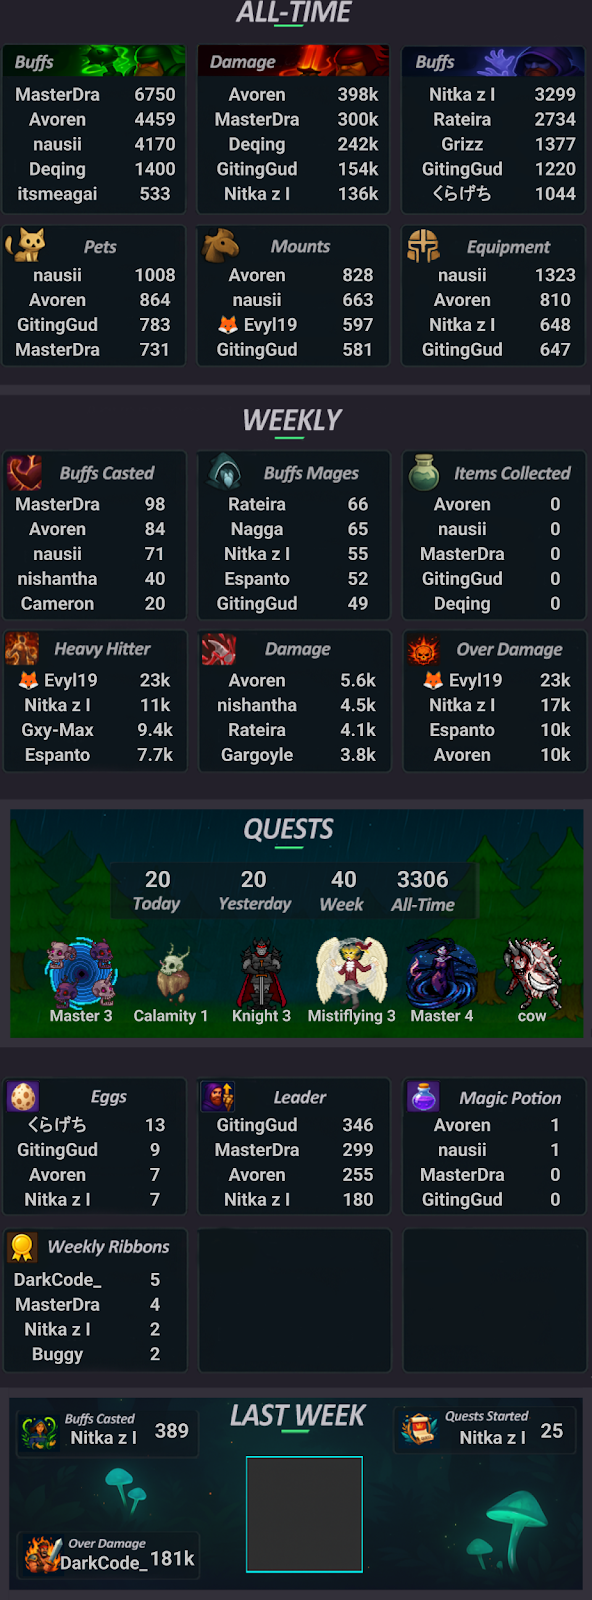 ALL-TIME
Buffs
MasterDra 6750
Avoren 4459
nausii 4170
Deqing 1400
itsmeagai 533
Damage
Avoren 398k
MasterDra 300k
Deqing 242k
GitingGud 154k
Nitka z l 136k
Buffs
Nitka z l 3299
Rateira 2734
Grizz 1377
GitingGud 1220
くらげち 1044
Pets
nausii 1008
Avoren 864
GitingGud 783
MasterDra 731
Mounts
Avoren 828
nausii 663
🦊 Evyl19 597
GitingGud 581
Equipment
nausii 1323
Avoren 810
Nitka z l 648
GitingGud 647
WEEKLY
Buffs Casted
MasterDra 98
Avoren 84
nausii 71
nishantha 40
Cameron 20
Buffs Mages
Rateira 66
Nagga 65
Nitka z l 55
Espanto 52
GitingGud 49
Items Collected
Avoren 0
nausii 0
MasterDra 0
GitingGud 0
Deqing 0
Heavy Hitter
🦊 Evyl19 23k
Nitka z l 11k
Gxy-Max 9.4k
Espanto 7.7k
Damage
Avoren 5.6k
nishantha 4.5k
Rateira 4.1k
Gargoyle 3.8k
Over Damage
🦊 Evyl19 23k
Nitka z l 17k
Espanto 10k
Avoren 10k
QUESTS
20 20 40 3306
Today Yesterday Week All-Time
Master 3 Calamity 1 Knight 3 Mistiflying 3 Master 4 cow
Eggs
くらげち 13
GitingGud 9
Avoren 7
Nitka z l 7
Leader
GitingGud 346
MasterDra 299
Avoren 255
Nitka z l 180
Magic Potion
Avoren 1
nausii 1
MasterDra 0
GitingGud 0
Weekly Ribbons
DarkCode_ 5
MasterDra 4
Nitka z l 2
Buggy 2
LAST WEEK
Buffs Casted
Nitka z l 389
Quests Started
Nitka z l 25
Over Damage
DarkCode_ 181k